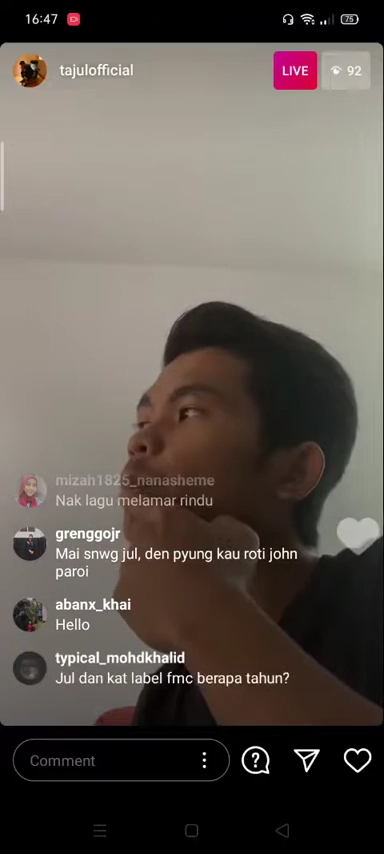 16:47
75
tajulofficial
LIVE
92
mizah1825_nanasheme
Nak lagu melamar rindu
grenggojr
Mai snwg jul, den pyung kau roti john
paroi
abanx_khai
Hello
typical_mohdkhalid
Jul dan kat label fmc berapa tahun?
Comment